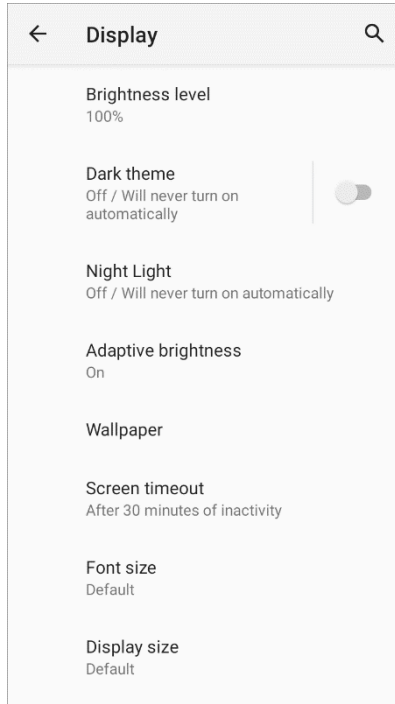 Display
Brightness level
100%
Dark theme
Off / Will never turn on
automatically
Night Light
Off / Will never turn on automatically
Adaptive brightness
On
Wallpaper
Screen timeout
After 30 minutes of inactivity
Font size
Default
Display size
Default